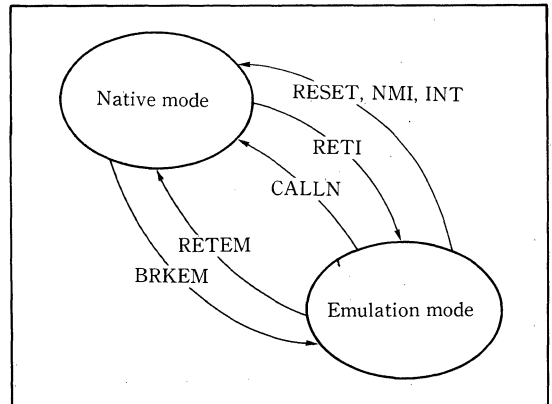 Native mode
RESET, NMI, INT
RETI
CALLN
RETEM
BRKEM
Emulation mode